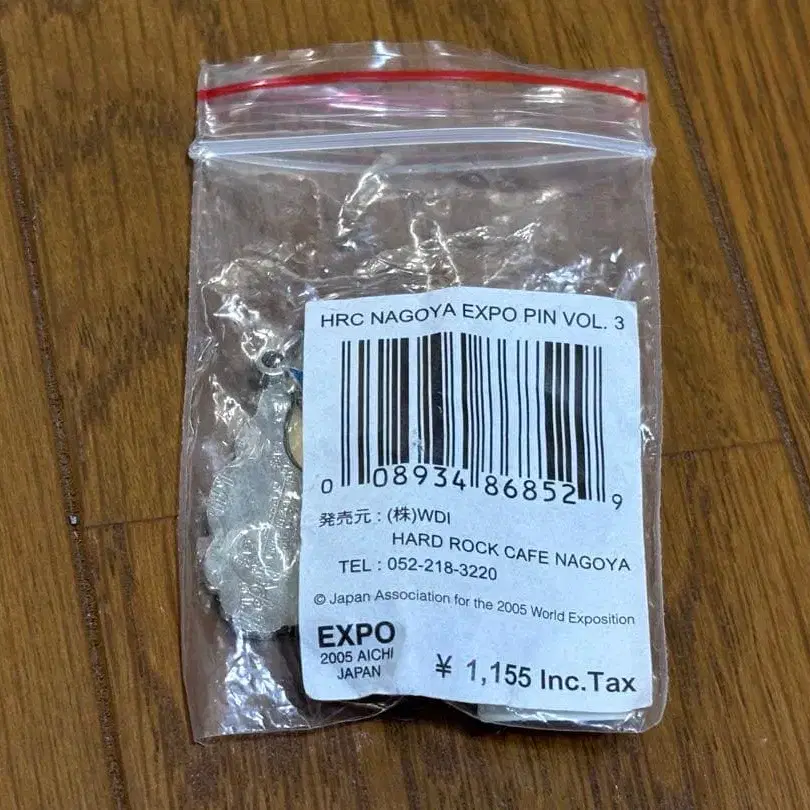 HRC NAGOYA EXPO PIN VOL. 3
0 08934 86852 9
発売元 : (株)WDI
HARD ROCK CAFE NAGOYA
TEL : 052-218-3220
© Japan Association for the 2005 World Exposition
EXPO
2005 AICHI
JAPAN
¥ 1,155 Inc.Tax